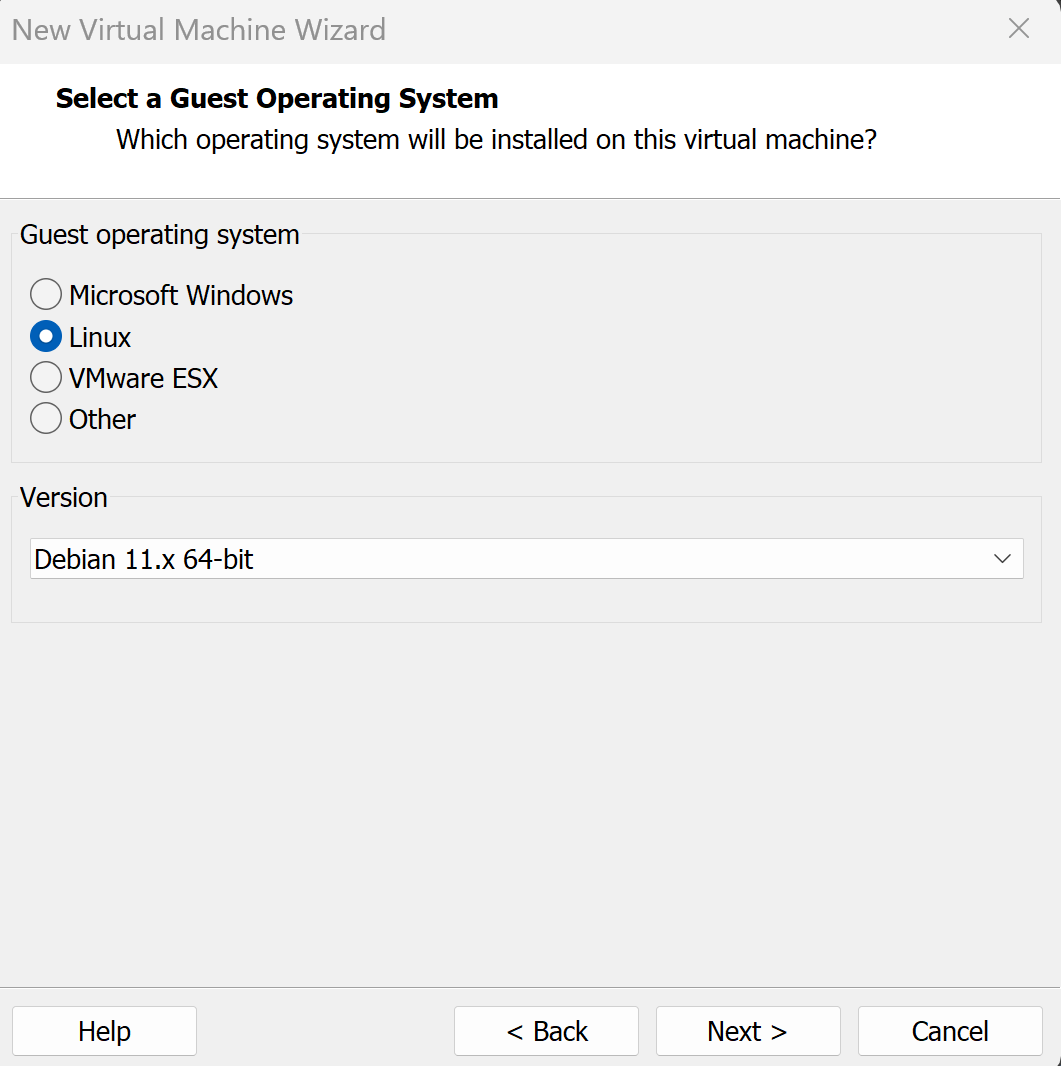 New Virtual Machine Wizard
Select a Guest Operating System
Which operating system will be installed on this virtual machine?
Guest operating system
Microsoft Windows
Linux
VMware ESX
Other
Version
Debian 11.x 64-bit
Help
< Back
Next >
Cancel